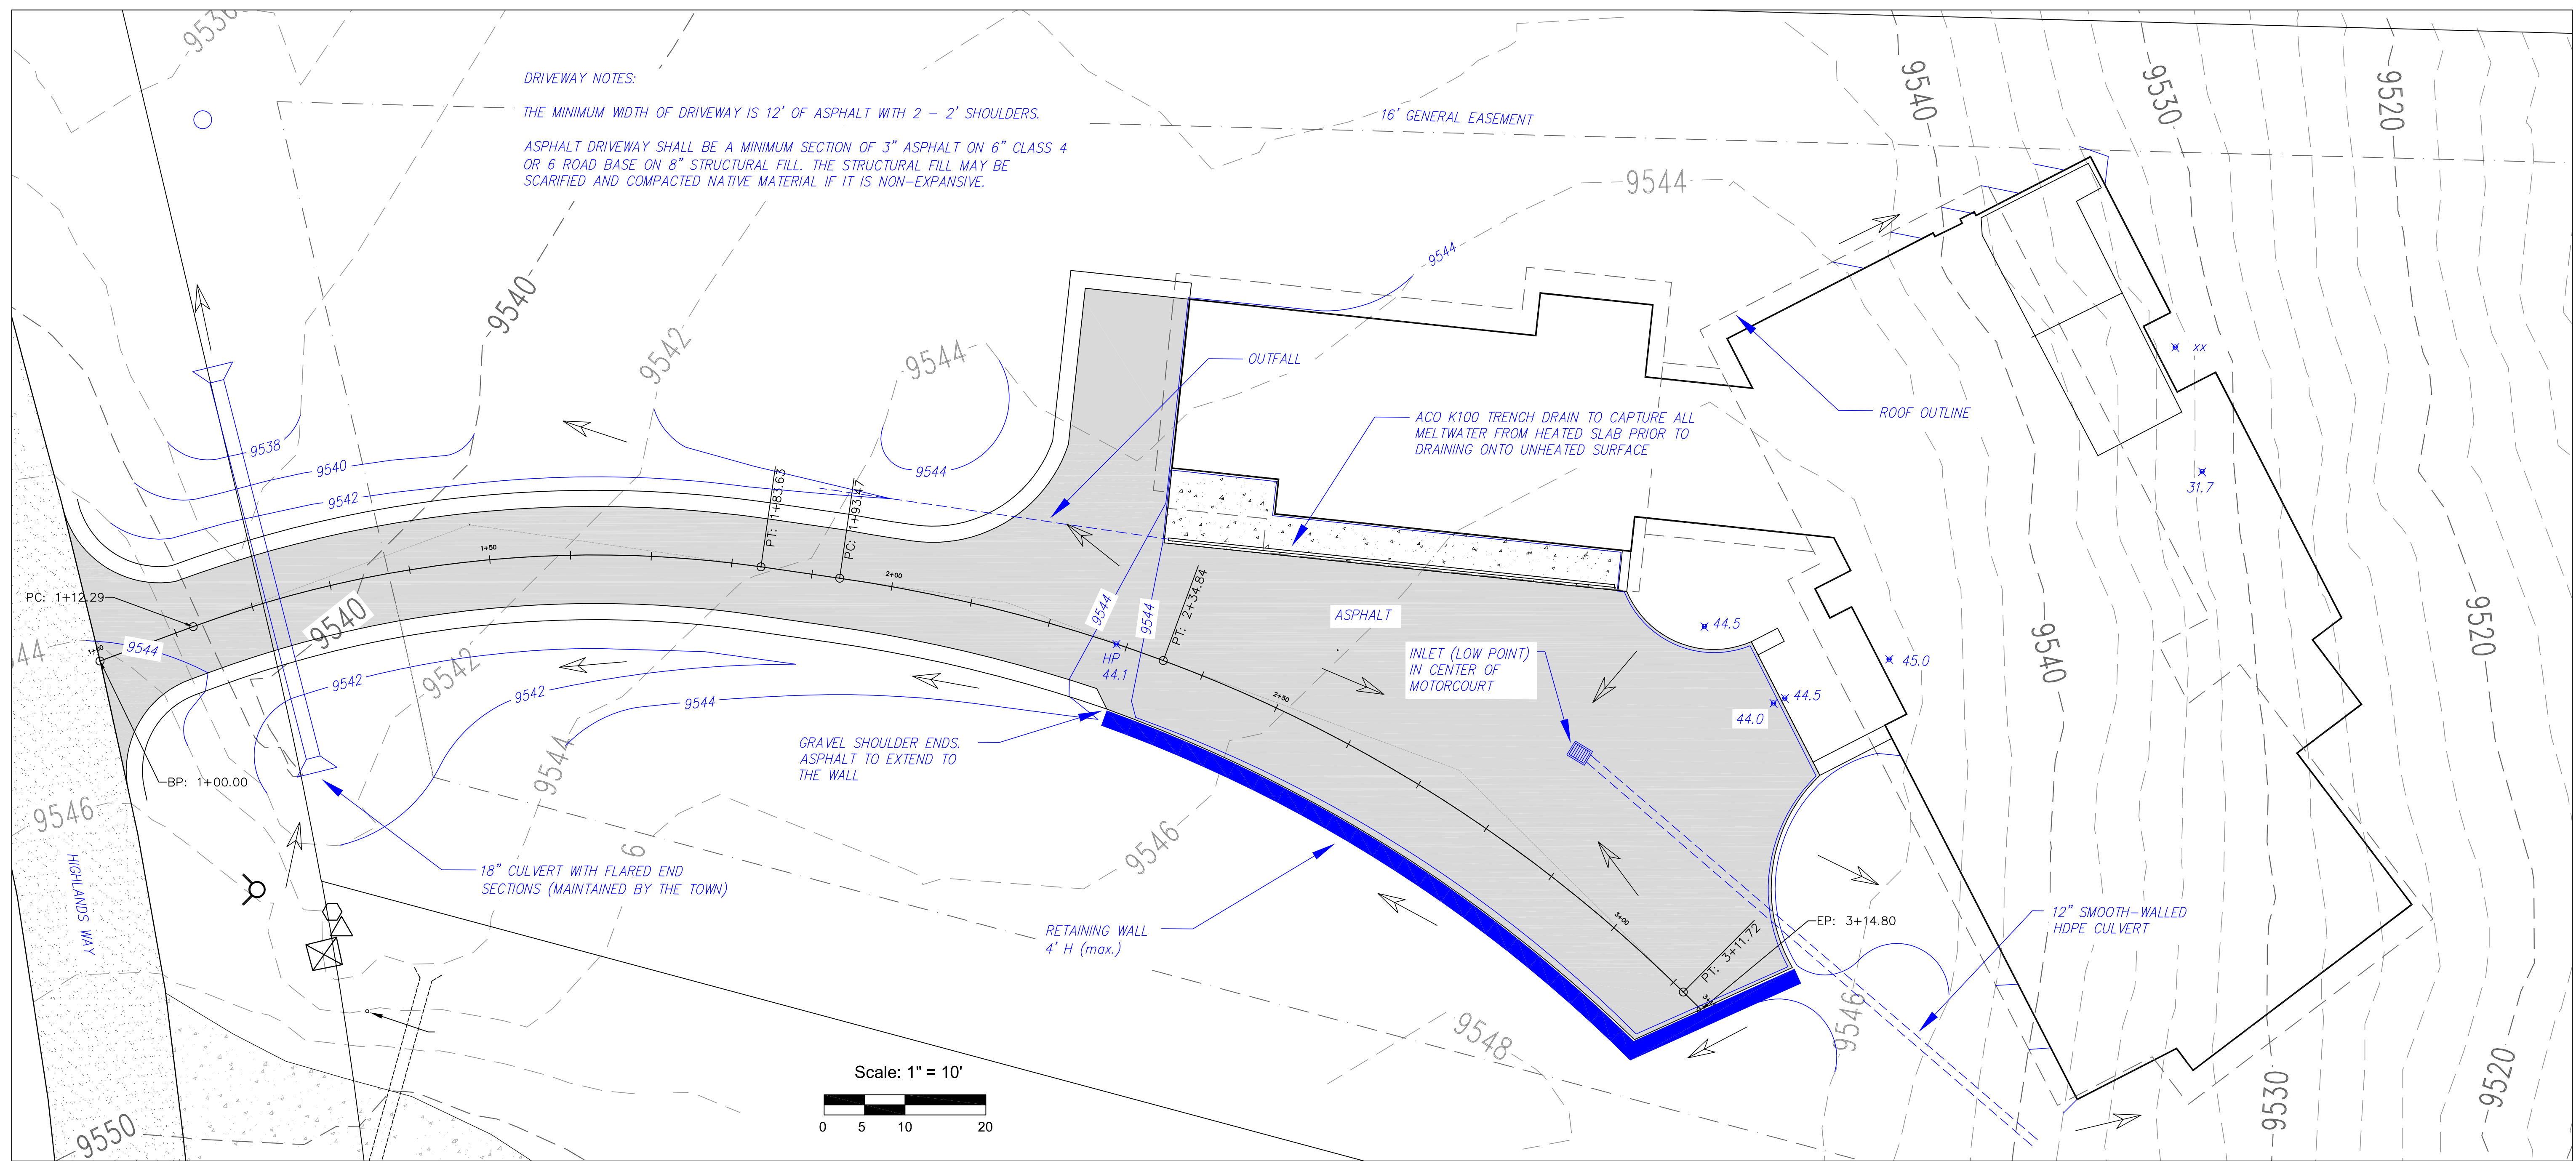 9536
DRIVEWAY NOTES:
THE MINIMUM WIDTH OF DRIVEWAY IS 12' OF ASPHALT WITH 2 – 2' SHOULDERS.
ASPHALT DRIVEWAY SHALL BE A MINIMUM SECTION OF 3" ASPHALT ON 6" CLASS 4
OR 6 ROAD BASE ON 8" STRUCTURAL FILL. THE STRUCTURAL FILL MAY BE
SCARIFIED AND COMPACTED NATIVE MATERIAL IF IT IS NON-EXPANSIVE.
16' GENERAL EASEMENT
9540
9530
9520
9544
9544
9540
9542
9544
OUTFALL
ACO K100 TRENCH DRAIN TO CAPTURE ALL
MELTWATER FROM HEATED SLAB PRIOR TO
DRAINING ONTO UNHEATED SURFACE
ROOF OUTLINE
xx
31.7
9538
9540
9542
9544
PT: 1+83.63
PC: 1+93.47
1+50
2+00
PC: 1+12.29
9540
44
1+00
9544
9542
9542
9542
9544
BP: 1+00.00
9544
9544
PT: 2+34.84
HP
44.1
2+50
ASPHALT
INLET (LOW POINT)
IN CENTER OF
MOTORCOURT
44.5
45.0
44.5
44.0
9540
9520
GRAVEL SHOULDER ENDS.
ASPHALT TO EXTEND TO
THE WALL
9544
9546
6
9546
HIGHLANDS WAY
18" CULVERT WITH FLARED END
SECTIONS (MAINTAINED BY THE TOWN)
RETAINING WALL
4' H (max.)
3+00
PT: 3+11.72
EP: 3+14.80
12" SMOOTH-WALLED
HDPE CULVERT
9546
9548
9550
Scale: 1" = 10'
0 5 10 20
9530
9520